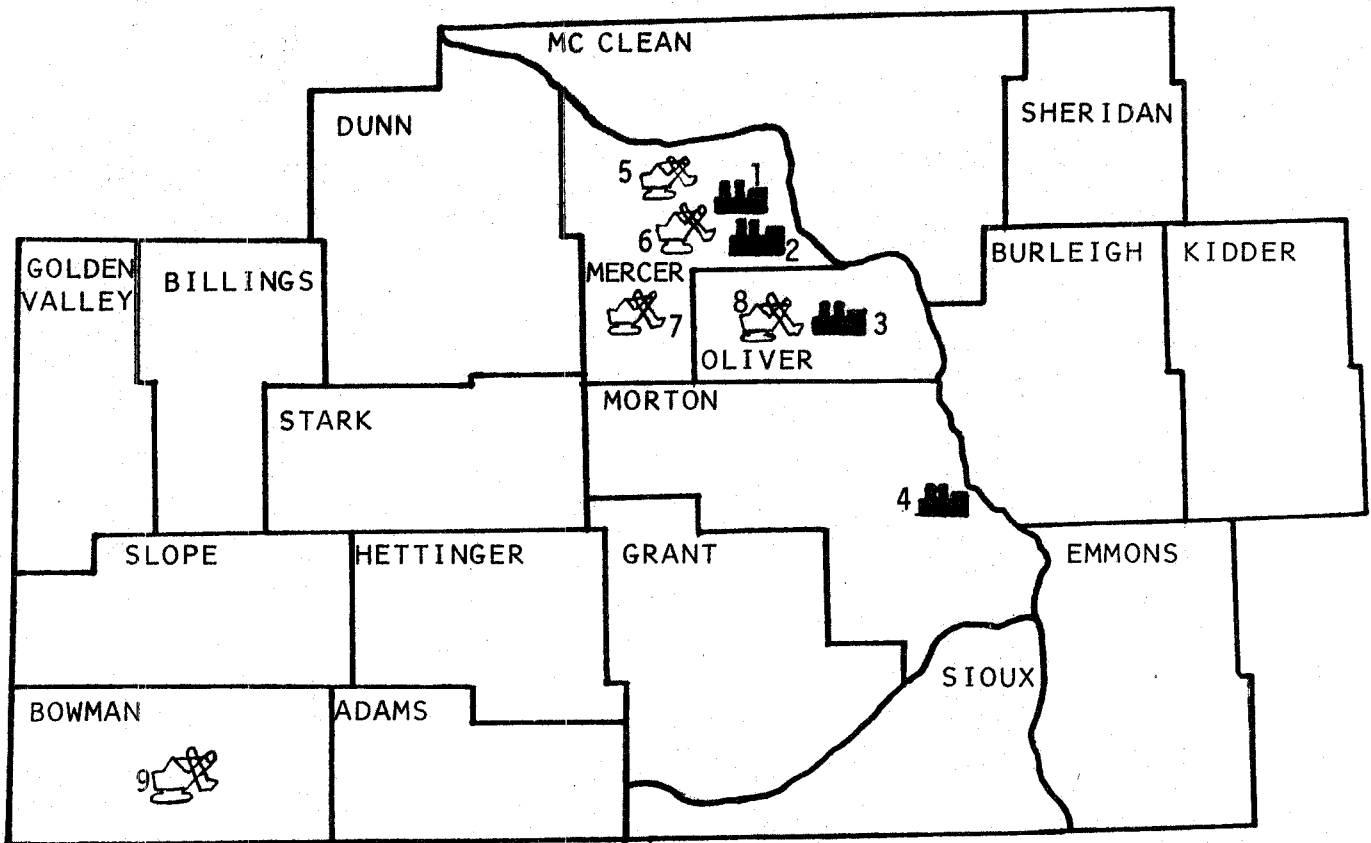 MC CLEAN
SHERIDAN
DUNN
5
1
6
2
MERCER
7
8
3
OLIVER
BURLEIGH
KIDDER
GOLDEN
VALLEY
BILLINGS
STARK
MORTON
4
SLOPE
HETTINGER
GRANT
EMMONS
SIOUX
BOWMAN
ADAMS
9